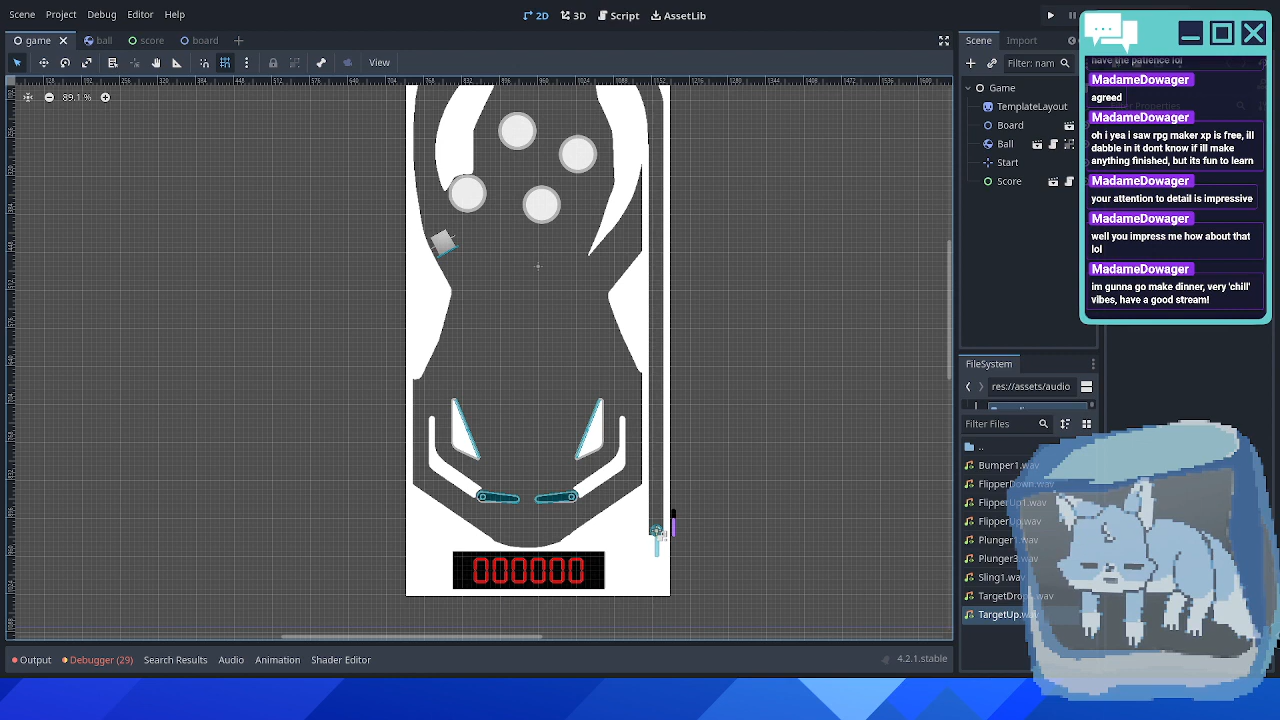 Scene Project Debug Editor Help
2D 3D Script AssetLib
game ball score board
View
89.1 %
000000
Output Debugger (29) Search Results Audio Animation Shader Editor
4.2.1.stable
Scene Import
Filter: nam
Game
TemplateLayout
Board
Ball
Start
Score
FileSystem
res://assets/audio
Filter Files
..
Bumper1.wav
FlipperDown.wav
FlipperUp1.wav
FlipperUp.wav
Plunger1.wav
Plunger3.wav
Sling1.wav
TargetDrop
TargetUp.wav
have the patience lol
MadameDowager
agreed
MadameDowager
oh i yea i saw rpg maker xp is free, ill
dabble in it dont know if ill make
anything finished, but its fun to learn
MadameDowager
your attention to detail is impressive
MadameDowager
well you impress me how about that
lol
MadameDowager
im gunna go make dinner, very 'chill'
vibes, have a good stream!